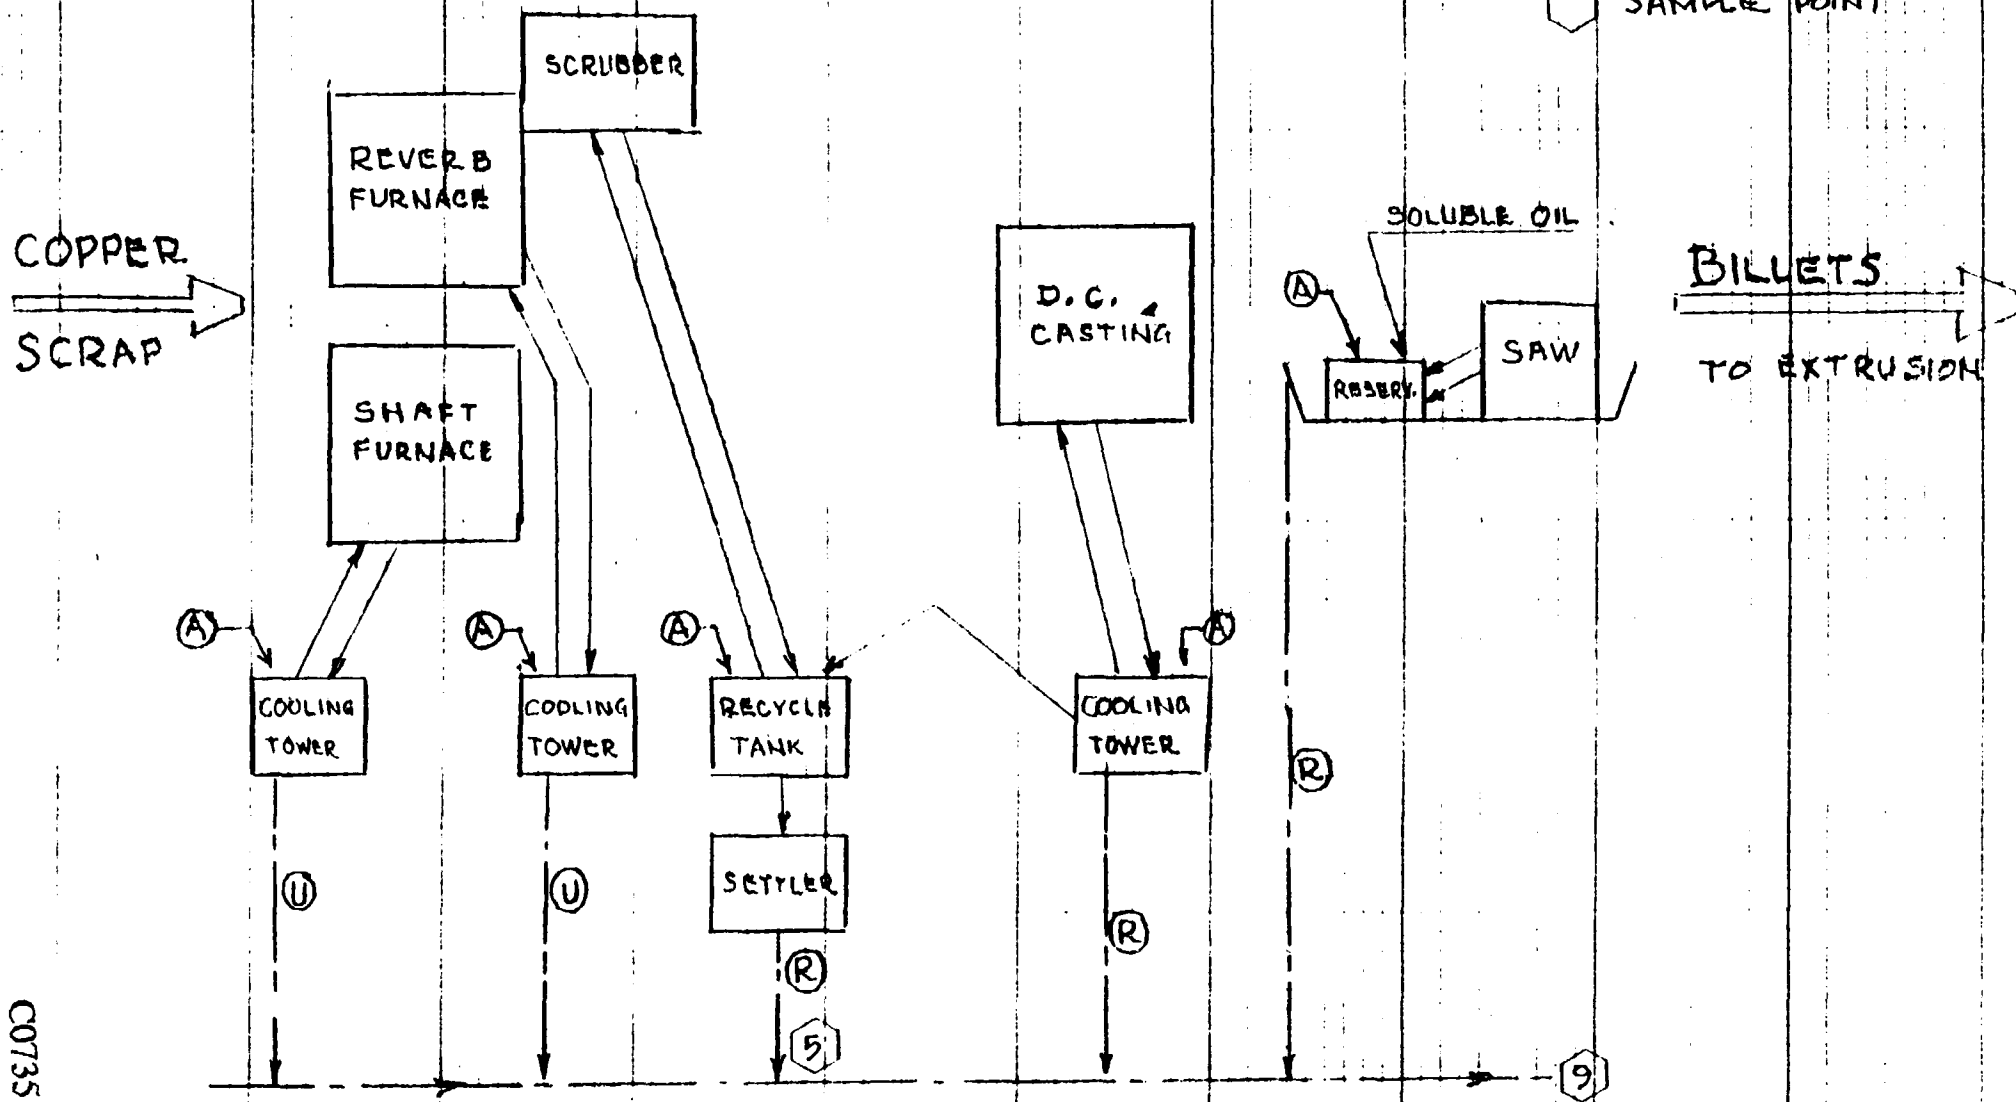 SAMPLE POINT
SCRUBBER
REVERB
FURNACE
COPPER
SCRAP
SHAFT
FURNACE
D.C.
CASTING
SOLUBLE OIL
A
RESERV.
SAW
BILLETS
TO EXTRUSION
A
A
A
A
COOLING
TOWER
COOLING
TOWER
RECYCLE
TANK
COOLING
TOWER
R
SETTLER
U
U
R
R
5
9
C0735